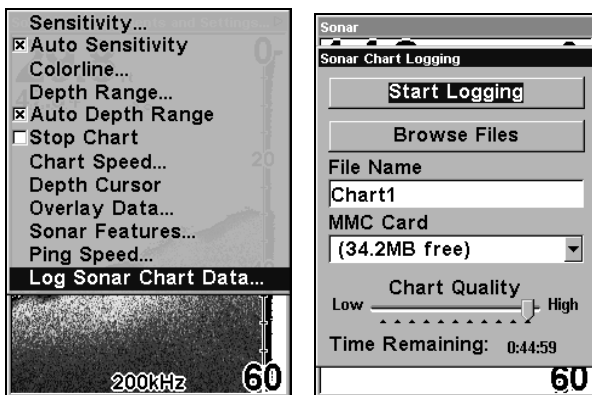 Sensitivity...
Auto Sensitivity
Colorline...
Depth Range...
Auto Depth Range
Stop Chart
Chart Speed...
Depth Cursor
Overlay Data...
Sonar Features...
Ping Speed...
Log Sonar Chart Data...
0
20
200kHz
60
Sonar
Sonar Chart Logging
Start Logging
Browse Files
File Name
Chart1
MMC Card
(34.2MB free)
Chart Quality
Low High
Time Remaining: 0:44:59
60